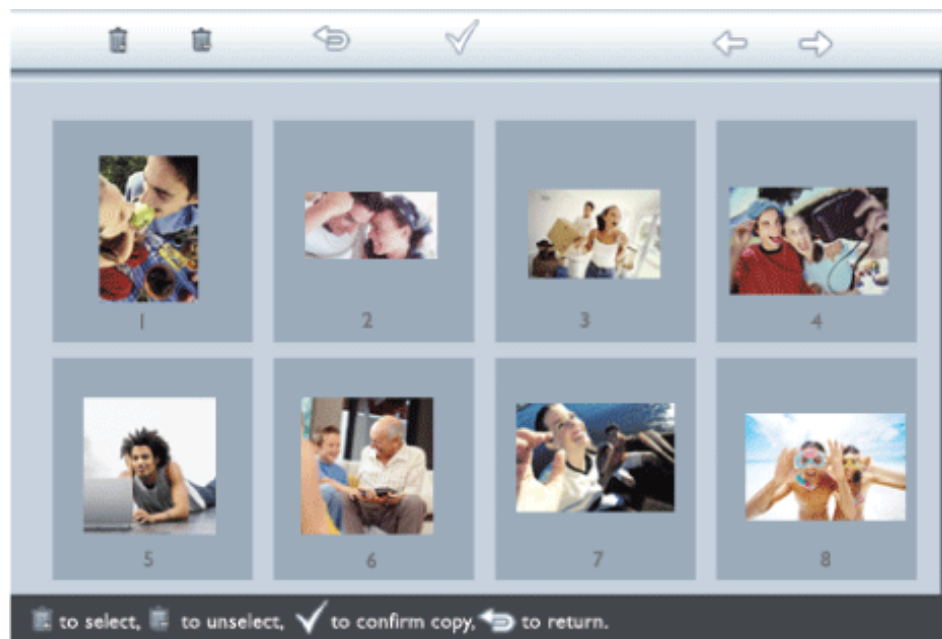 1 2 3 4
5 6 7 8
to select, to unselect, to confirm copy, to return.